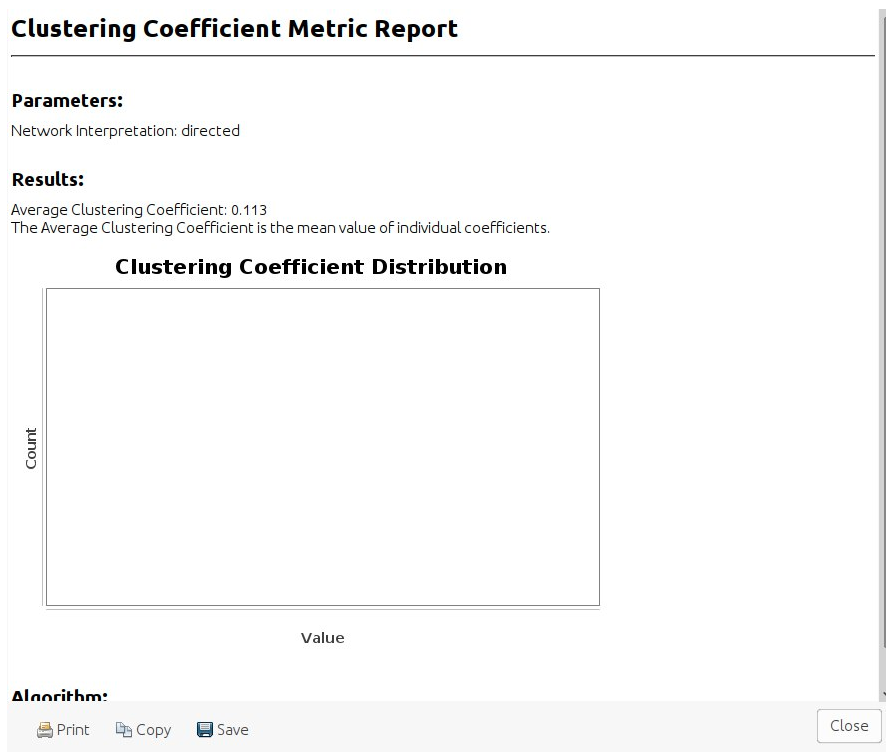 Clustering Coefficient Metric Report
Parameters:
Network Interpretation: directed
Results:
Average Clustering Coefficient: 0.113
The Average Clustering Coefficient is the mean value of individual coefficients.
Clustering Coefficient Distribution
Count
Value
Algorithm:
Print Copy Save Close